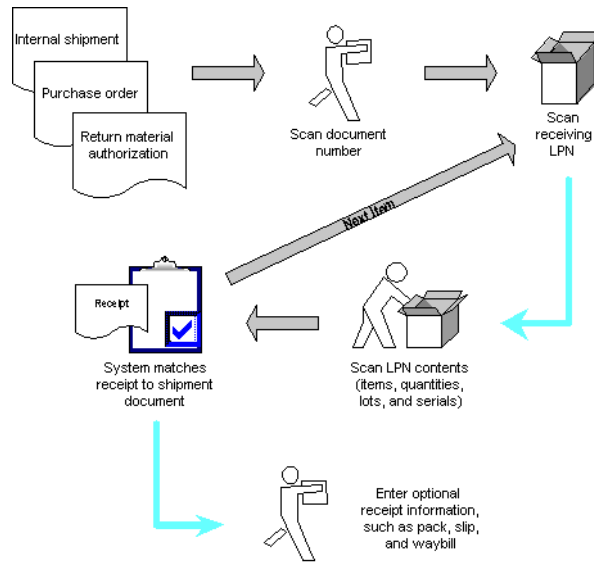 Internal shipment
Purchase order
Return material
authorization
Scan document
number
Scan
receiving
LPN
Next Item
Receipt
System matches
receipt to shipment
document
Scan LPN contents
(items, quantities,
lots, and serials)
Enter optional
receipt information,
such as pack, slip,
and waybill